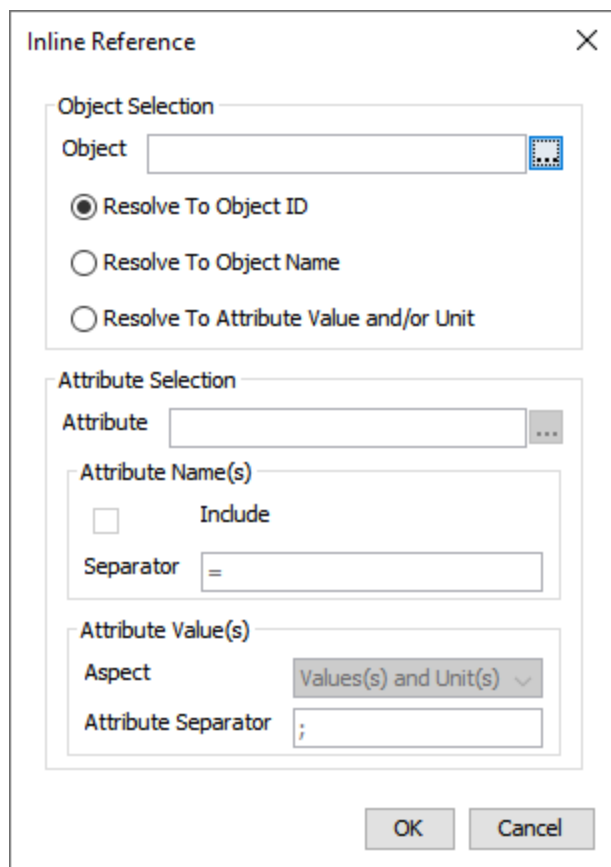 Inline Reference
Object Selection
Object ...
Resolve To Object ID
Resolve To Object Name
Resolve To Attribute Value and/or Unit
Attribute Selection
Attribute ...
Attribute Name(s)
Include
Separator =
Attribute Value(s)
Aspect Values(s) and Unit(s)
Attribute Separator ;
OK Cancel